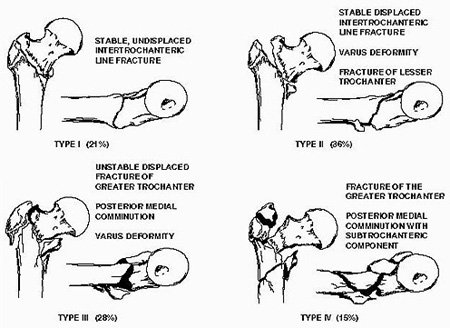 STABLE, UNDISPLACED
INTERTROCHANTERIC
LINE FRACTURE
TYPE I (21%)
STABLE DISPLACED
INTERTROCHANTERIC
LINE FRACTURE
VARUS DEFORMITY
FRACTURE OF LESSER
TROCHANTER
TYPE II (36%)
UNSTABLE DISPLACED
FRACTURE OF
GREATER TROCHANTER
POSTERIOR MEDIAL
COMMINUTION
VARUS DEFORMITY
TYPE III (28%)
FRACTURE OF THE
GREATER TROCHANTER
POSTERIOR MEDIAL
COMMINUTION WITH
SUBTROCHANTERIC
COMPONENT
TYPE IV (15%)